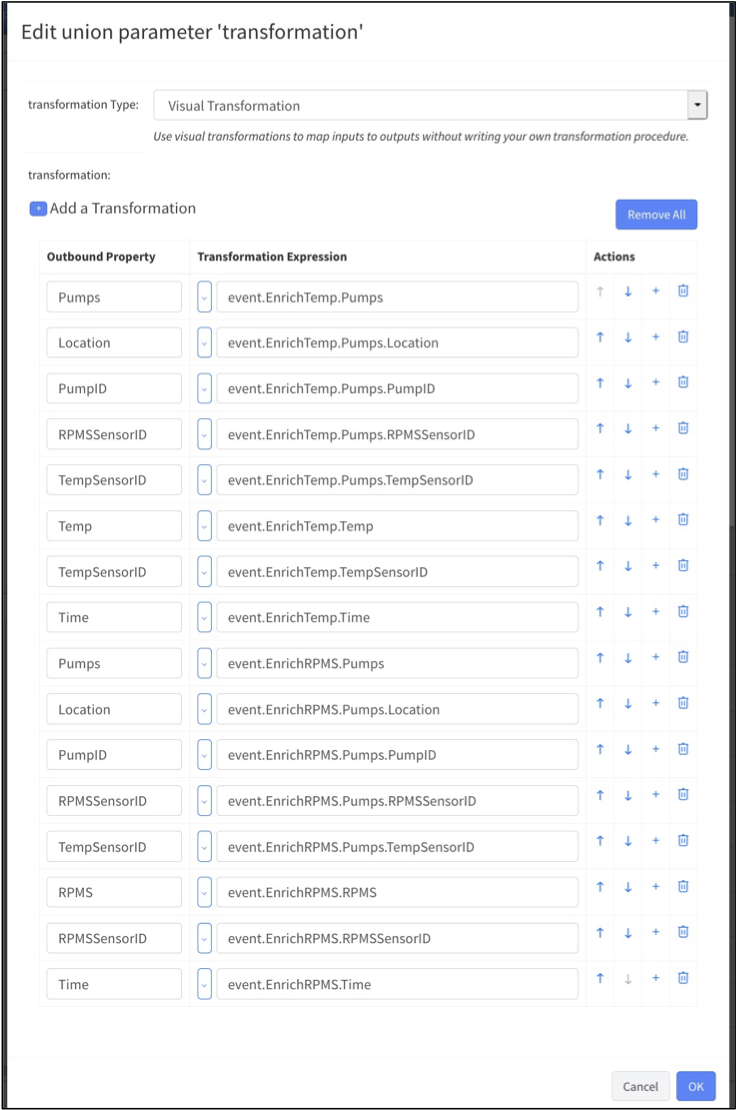 Edit union parameter 'transformation'
transformation Type: Visual Transformation
Use visual transformations to map inputs to outputs without writing your own transformation procedure.
transformation:
+ Add a Transformation
Remove All
Outbound Property Transformation Expression Actions
Pumps event.EnrichTemp.Pumps
Location event.EnrichTemp.Pumps.Location
PumpID event.EnrichTemp.Pumps.PumpID
RPMSSensorID event.EnrichTemp.Pumps.RPMSSensorID
TempSensorID event.EnrichTemp.Pumps.TempSensorID
Temp event.EnrichTemp.Temp
TempSensorID event.EnrichTemp.TempSensorID
Time event.EnrichTemp.Time
Pumps event.EnrichRPMS.Pumps
Location event.EnrichRPMS.Pumps.Location
PumpID event.EnrichRPMS.Pumps.PumpID
RPMSSensorID event.EnrichRPMS.Pumps.RPMSSensorID
TempSensorID event.EnrichRPMS.Pumps.TempSensorID
RPMS event.EnrichRPMS.RPMS
RPMSSensorID event.EnrichRPMS.RPMSSensorID
Time event.EnrichRPMS.Time
Cancel OK